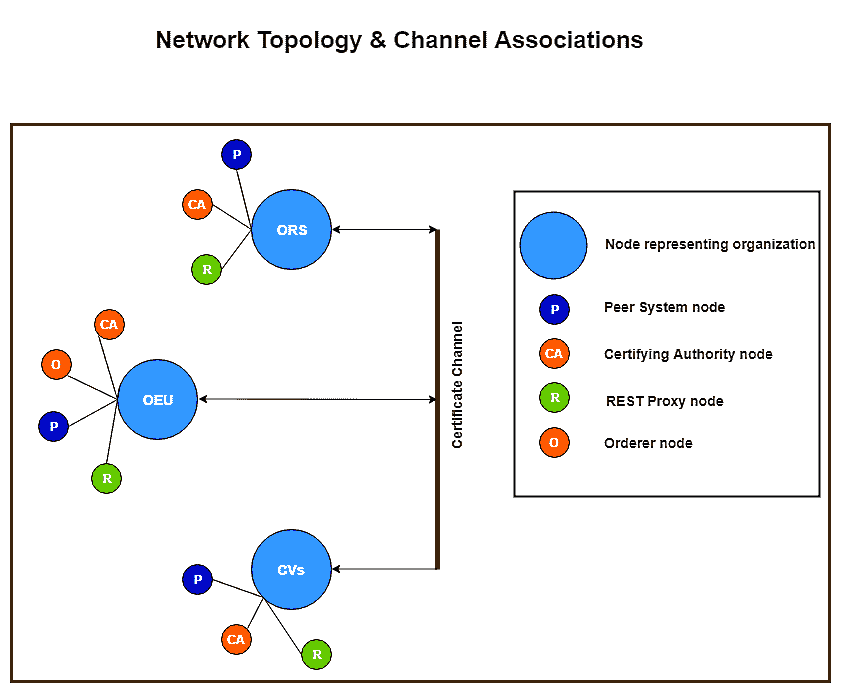 Network Topology & Channel Associations
P
CA
ORS
R
CA
O
OEU
P
R
CVs
P
CA
R
Certificate Channel
Node representing organization
P
Peer System node
CA
Certifying Authority node
R
REST Proxy node
O
Orderer node